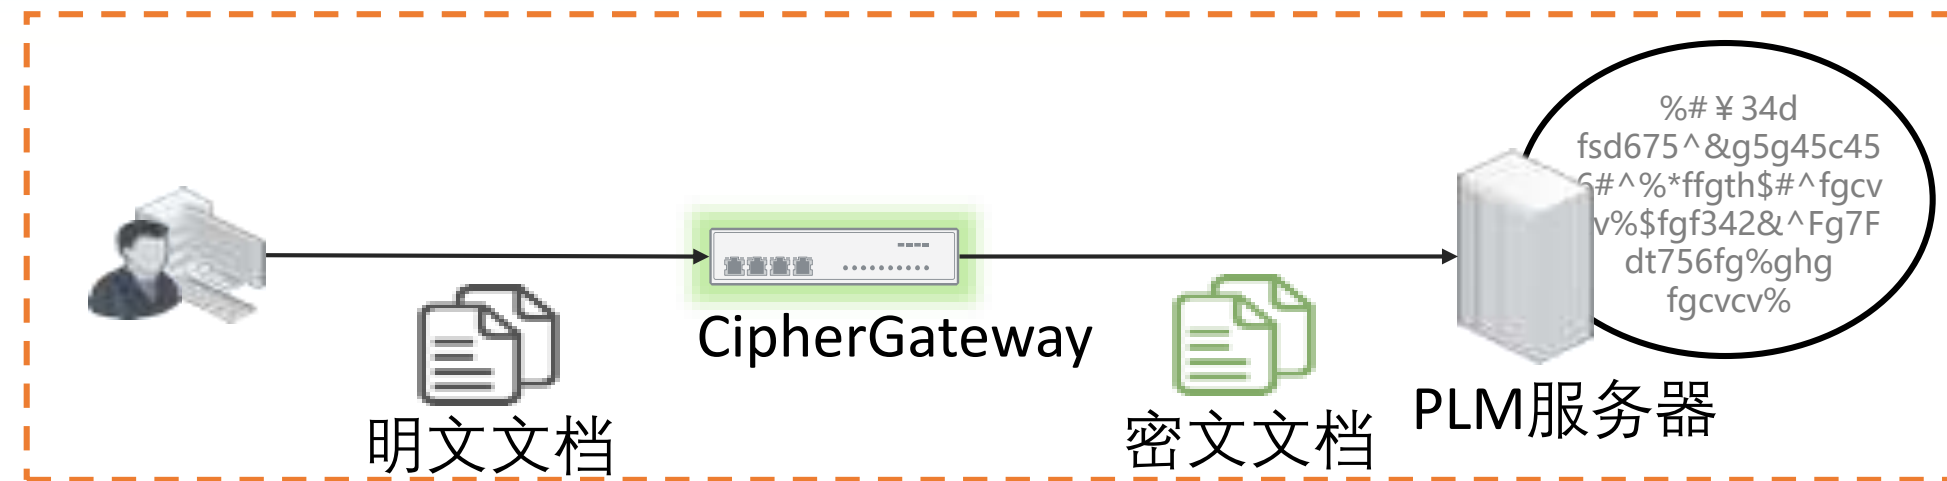 %#￥34d
fsd675^&g5g45c45
6#^%*ffgth$#^fgcv
v%$fgf342&^Fg7F
dt756fg%ghg
fgcvcv%
CipherGateway
明文文档
密文文档
PLM服务器